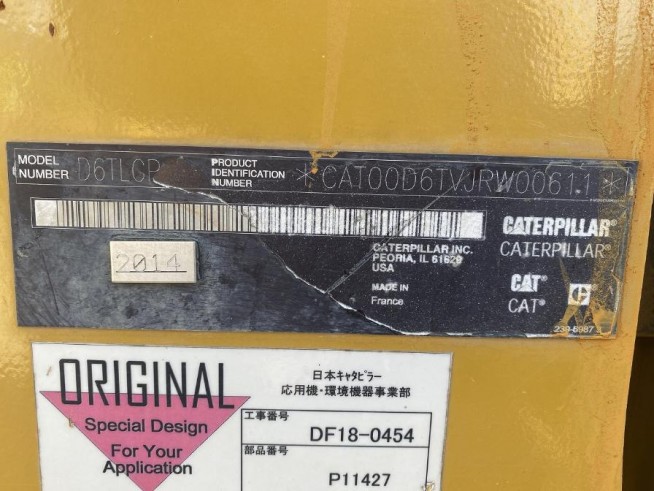 MODEL NUMBER D6TLGP
PRODUCT IDENTIFICATION NUMBER *CAT00D6TVJRW00611*
CATERPILLAR®
CATERPILLAR®
CATERPILLAR INC.
PEORIA, IL 61629
USA
2014
MADE IN
France
CAT®
CAT®
239-8987
ORIGINAL
Special Design
For Your
Application
日本キャタピラー
応用機・環境機器事業部
工事番号
DF18-0454
部品番号
P11427